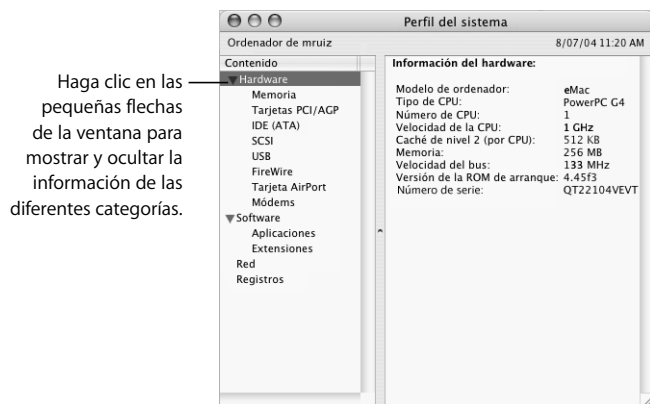 Haga clic en las
pequeñas flechas
de la ventana para
mostrar y ocultar la
información de las
diferentes categorías.
Perfil del sistema
Ordenador de mruiz
8/07/04 11:20 AM
Contenido
Hardware
Memoria
Tarjetas PCI/AGP
IDE (ATA)
SCSI
USB
FireWire
Tarjeta AirPort
Módems
Software
Aplicaciones
Extensiones
Red
Registros
Información del hardware:
Modelo de ordenador: eMac
Tipo de CPU: PowerPC G4
Número de CPU: 1
Velocidad de la CPU: 1 GHz
Caché de nivel 2 (por CPU): 512 KB
Memoria: 256 MB
Velocidad del bus: 133 MHz
Versión de la ROM de arranque: 4.45f3
Número de serie: QT22104VEVT